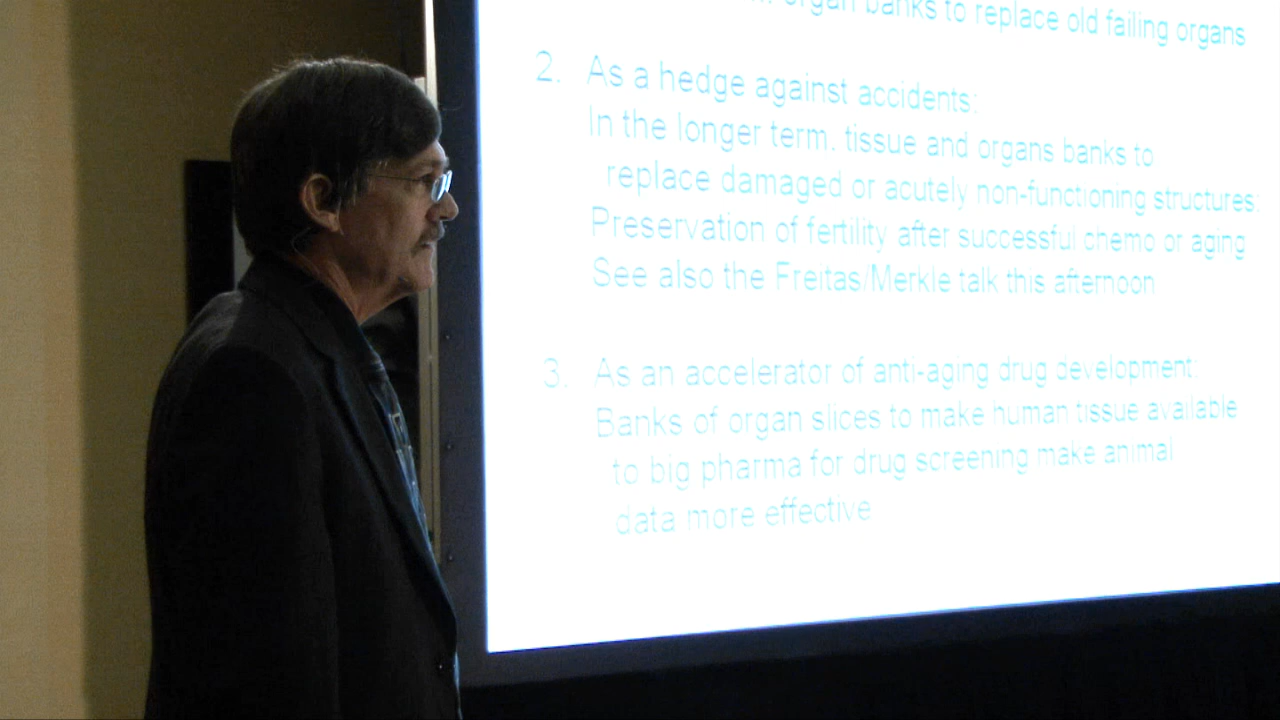 organ banks to replace old failing organs
2. As a hedge against accidents:
In the longer term. tissue and organs banks to
replace damaged or acutely non-functioning structures:
Preservation of fertility after successful chemo or aging
See also the Freitas/Merkle talk this afternoon
3. As an accelerator of anti-aging drug development:
Banks of organ slices to make human tissue available
to big pharma for drug screening make animal
data more effective